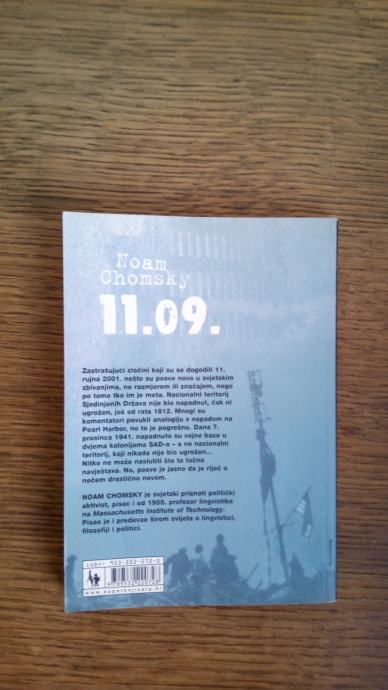 Noam
Chomsky
11.09.
Zastrašujući zločini koji su se dogodili 11.
rujna 2001. nešto su posve novo u svjetskim
zbivanjima, ne razmjerom ili značajem, nego
po tome tko im je meta. Nacionalni teritorij
Sjedinjenih Država nije bio napadnut, čak ni
ugrožen, još od rata 1812. Mnogi su
komentatori povukli analogiju s napadom na
Pearl Harbor, no to je pogrešno. Dana 7.
prosinca 1941. napadnute su vojne baze u
dvjema kolonijama SAD-a – a ne nacionalni
teritorij, koji nikada nije bio ugrožen...
Nitko ne može naslutiti što to točno
navještava. No, posve je jasno da je riječ o
nečem drastično novom.
NOAM CHOMSKY je svjetski priznati politički
aktivist, pisac i od 1955. profesor lingvistike
na Massachusetts Institute of Technology.
Pisao je i predavao širom svijeta o lingvistici,
filozofiji i politici.
isbn: 953-222-072-0
www.superknjizara.hr